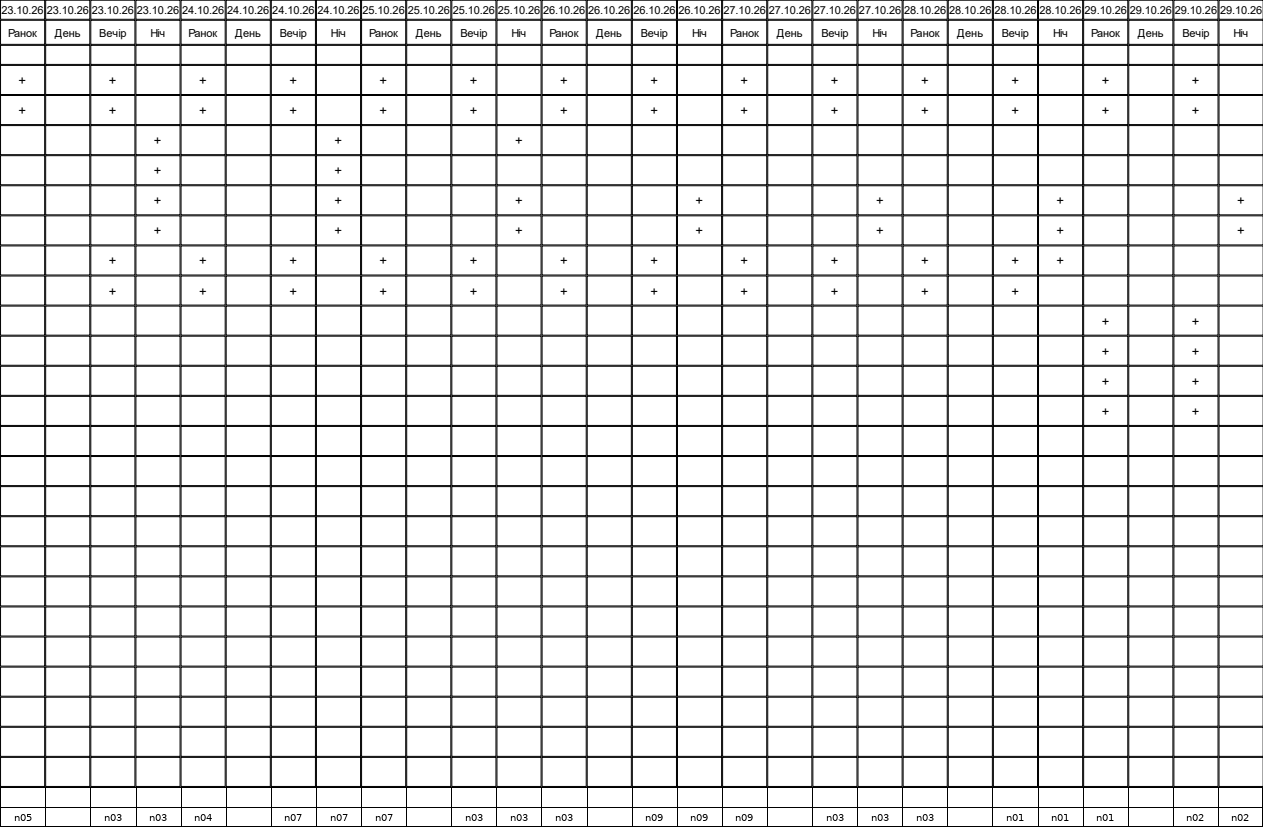 23.10.26 23.10.26 23.10.26 23.10.26 24.10.26 24.10.26 24.10.26 24.10.26 25.10.26 25.10.26 25.10.26 25.10.26 26.10.26 26.10.26 26.10.26 26.10.26 27.10.26 27.10.26 27.10.26 27.10.26 28.10.26 28.10.26 28.10.26 28.10.26 29.10.26 29.10.26 29.10.26 29.10.26
Ранок День Вечір Ніч Ранок День Вечір Ніч Ранок День Вечір Ніч Ранок День Вечір Ніч Ранок День Вечір Ніч Ранок День Вечір Ніч Ранок День Вечір Ніч
+ + + + + + + + + + + + + +
+ + + + + + + + + + + + + +
+ + +
+ +
+ + + + + + +
+ + + + + + +
+ + + + + + + + + + + +
+ + + + + + + + + + +
+ +
+ +
+ +
+ +
n05 n03 n03 n04 n07 n07 n07 n03 n03 n03 n09 n09 n09 n03 n03 n03 n01 n01 n01 n02 n02